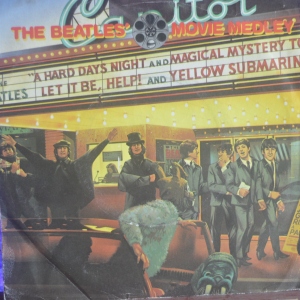 Capitol
THE BEATLES' MOVIE MEDLEY
"A HARD DAYS NIGHT AND MAGICAL MYSTERY TO
LET IT BE, HELP! AND YELLOW SUBMARIN
TLES